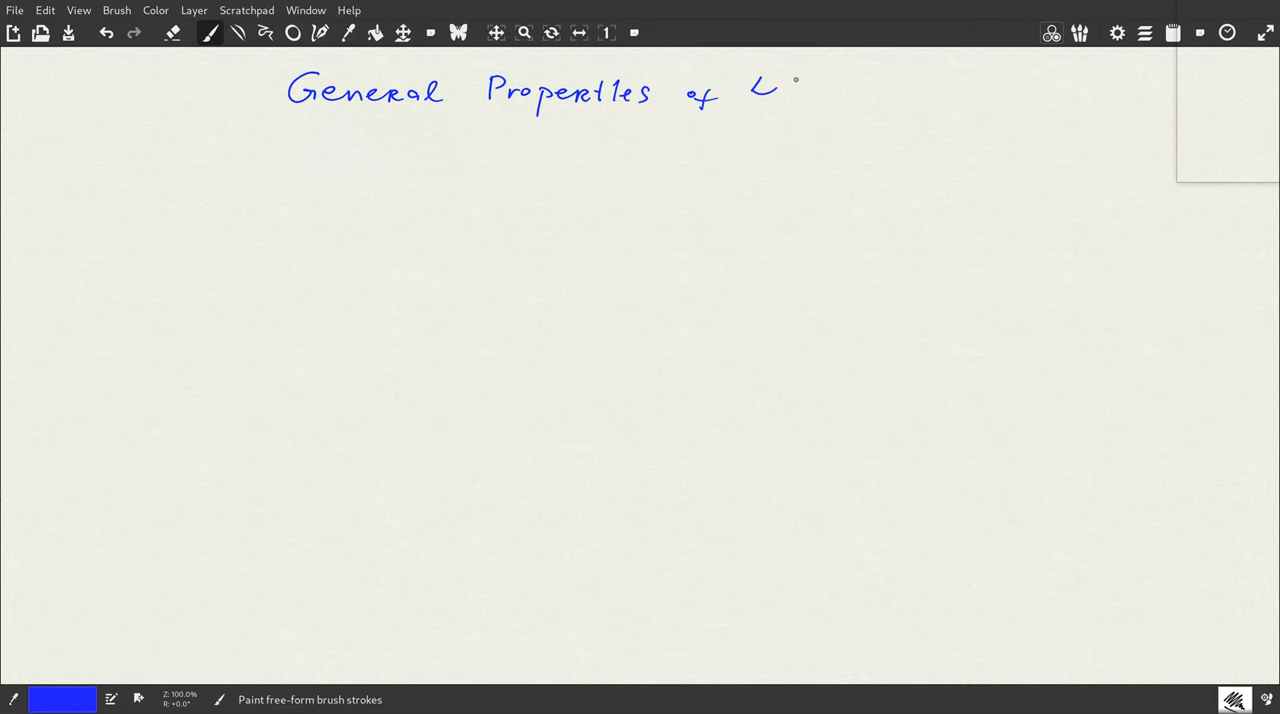 File Edit View Brush Color Layer Scratchpad Window Help
General Properties of L
Z: 100.0%
R: +0.0°
Paint free-form brush strokes